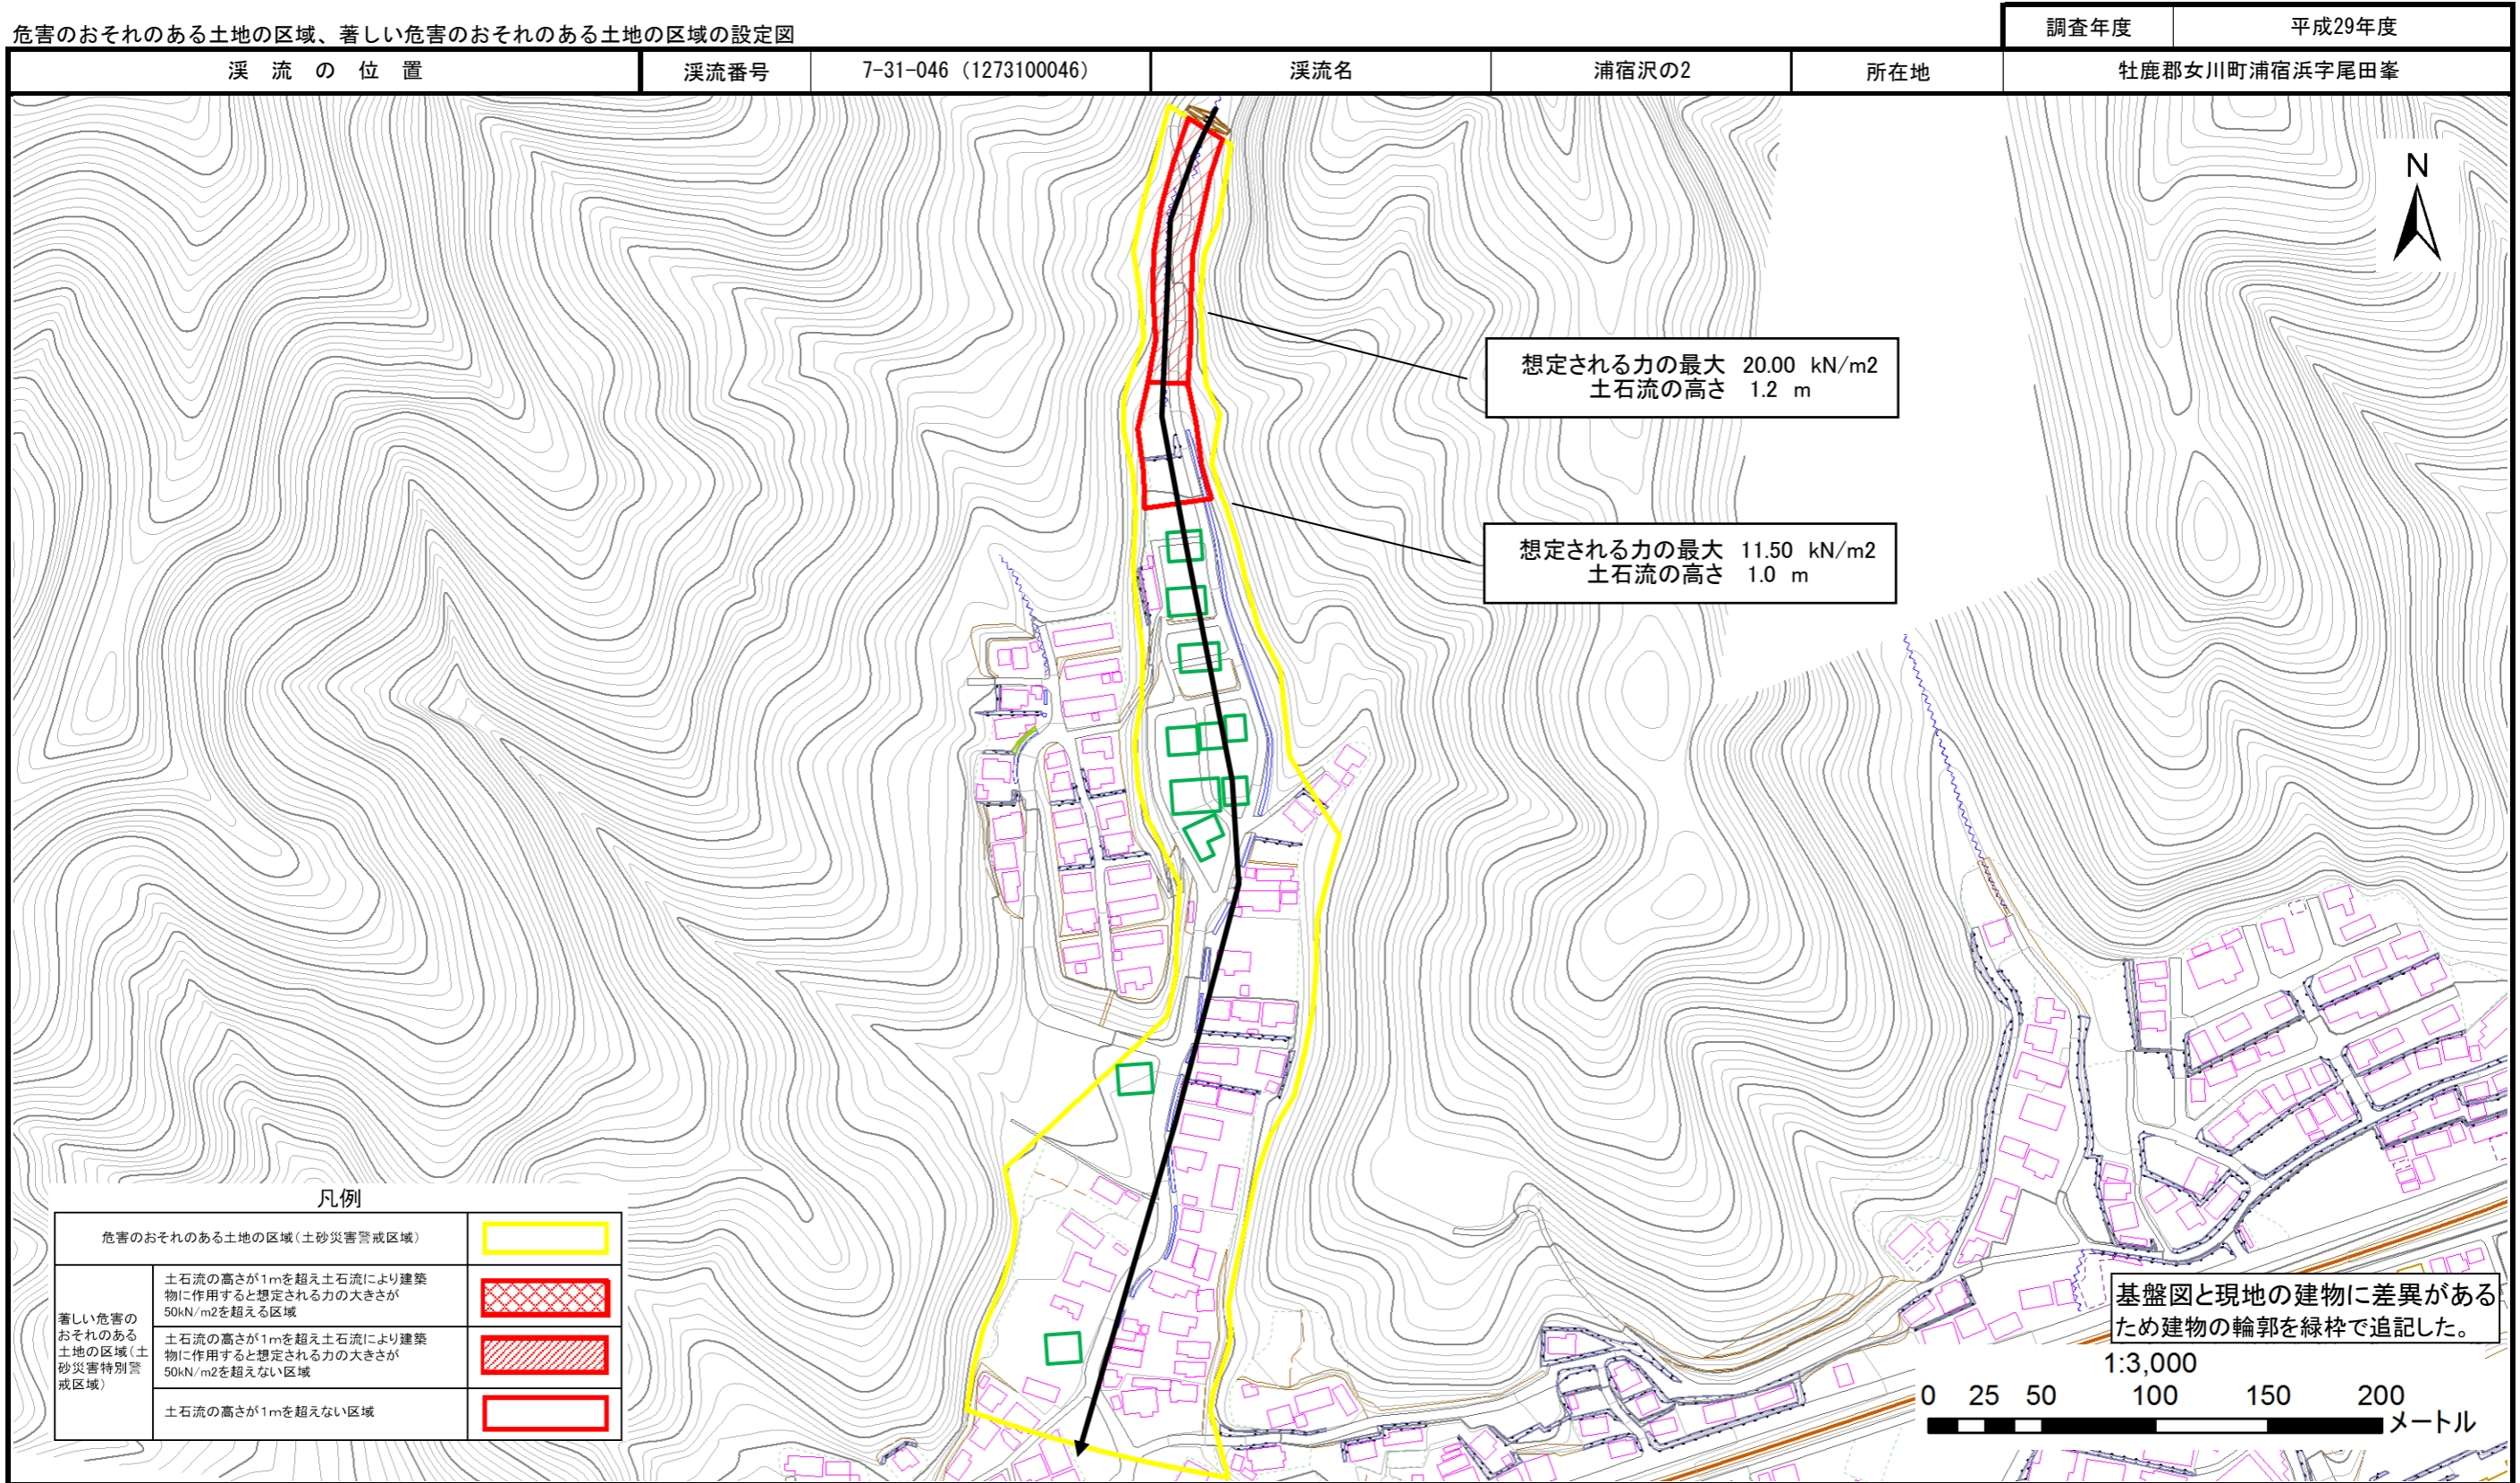 危害のおそれのある土地の区域、著しい危害のおそれのある土地の区域の設定図
調査年度 平成29年度
渓流の位置 渓流番号 7-31-046 (1273100046) 渓流名 浦宿沢の2 所在地 牡鹿郡女川町浦宿浜字尾田峯
N
想定される力の最大 20.00 kN/m2
土石流の高さ 1.2 m
想定される力の最大 11.50 kN/m2
土石流の高さ 1.0 m
凡例
危害のおそれのある土地の区域(土砂災害警戒区域)
著しい危害の
おそれのある
土地の区域(土
砂災害特別警
戒区域)
土石流の高さが1mを超え土石流により建築
物に作用すると想定される力の大きさが
50kN/m2を超える区域
土石流の高さが1mを超え土石流により建築
物に作用すると想定される力の大きさが
50kN/m2を超えない区域
土石流の高さが1mを超えない区域
基盤図と現地の建物に差異がある
ため建物の輪郭を緑枠で追記した。
1:3,000
0 25 50 100 150 200
メートル